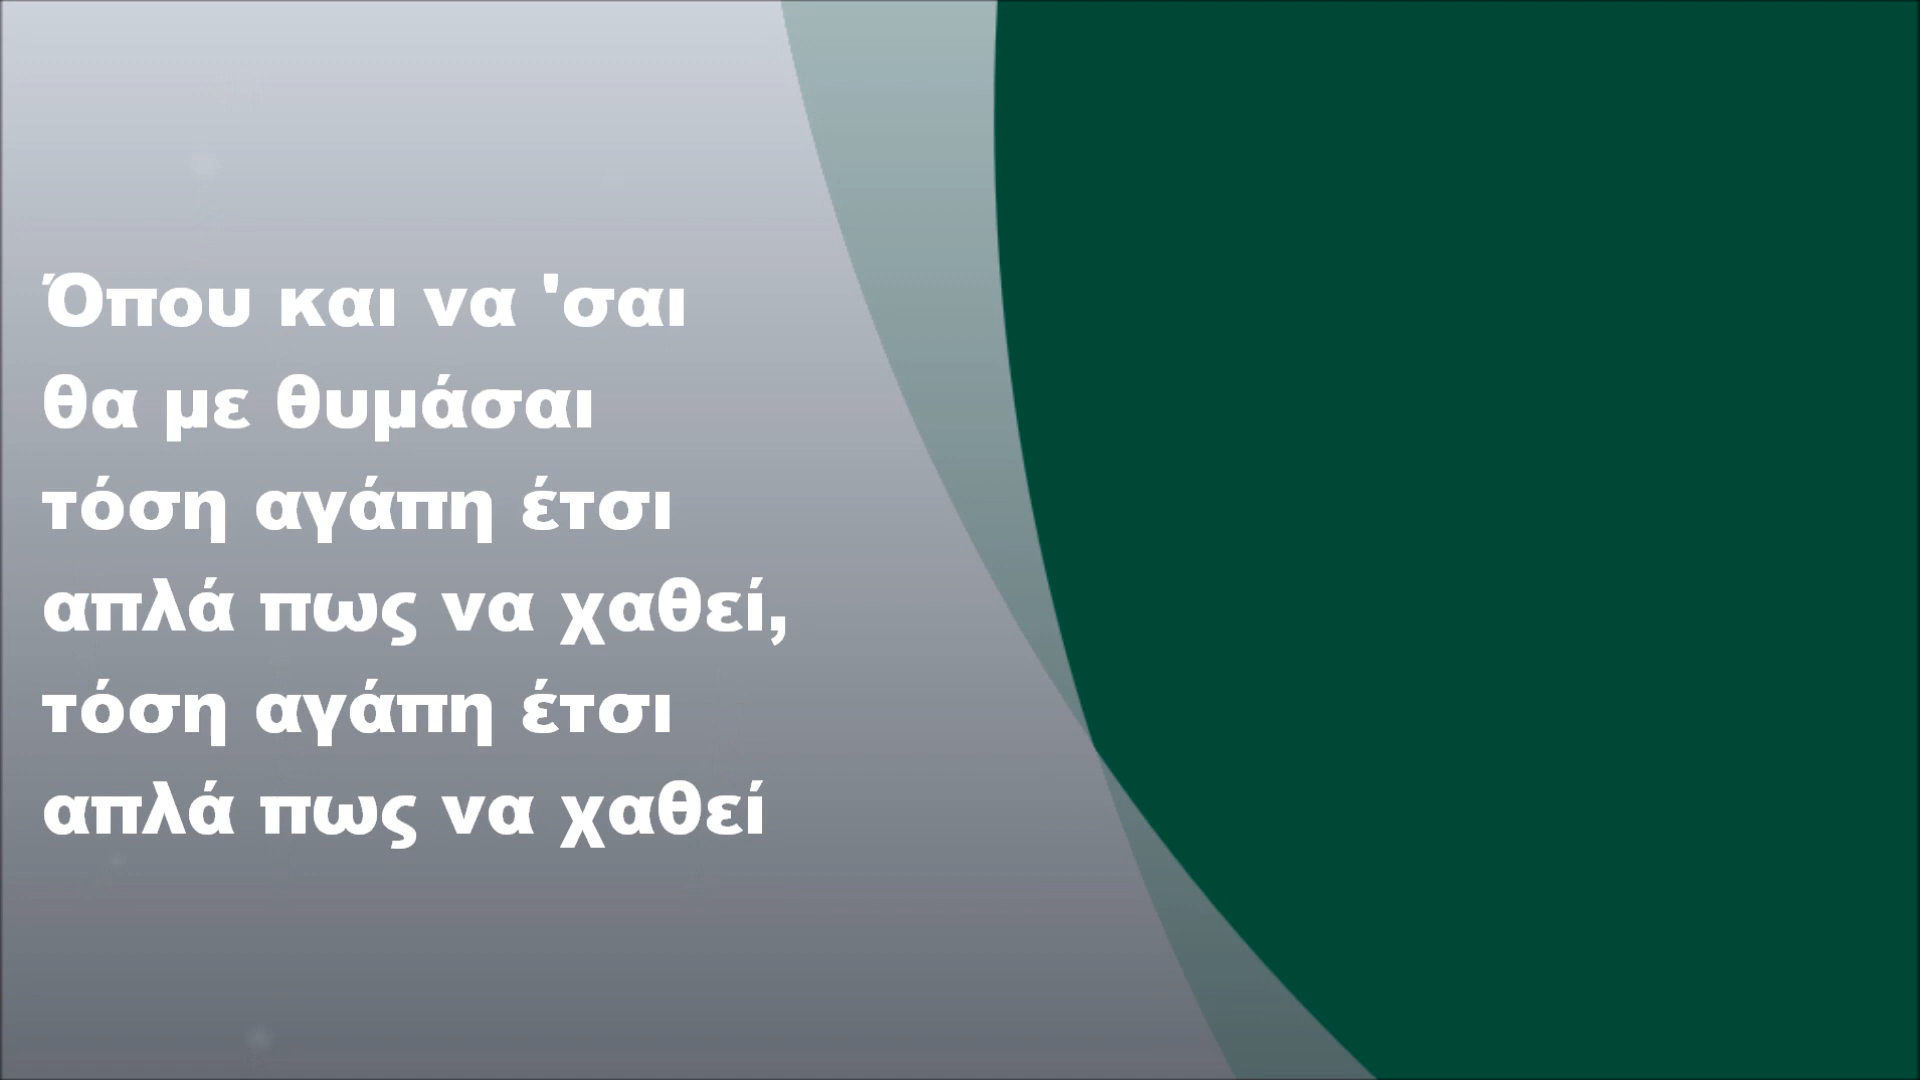 Όπου και να 'σαι
θα με θυμάσαι
τόση αγάπη έτσι
απλά πως να χαθεί,
τόση αγάπη έτσι
απλά πως να χαθεί